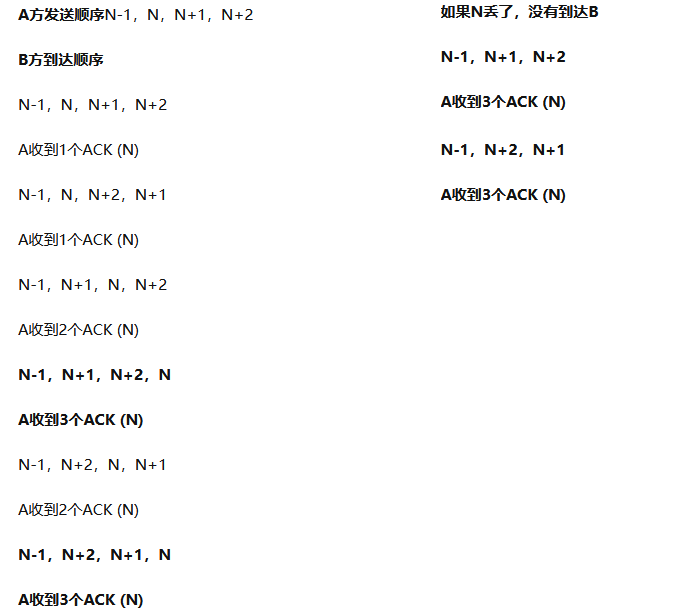 A方发送顺序N-1，N，N+1，N+2
B方到达顺序
N-1，N，N+1，N+2
A收到1个ACK (N)
N-1，N，N+2，N+1
A收到1个ACK (N)
N-1，N+1，N，N+2
A收到2个ACK (N)
N-1，N+1，N+2，N
A收到3个ACK (N)
N-1，N+2，N，N+1
A收到2个ACK (N)
N-1，N+2，N+1，N
A收到3个ACK (N)
如果N丢了，没有到达B
N-1，N+1，N+2
A收到3个ACK (N)
N-1，N+2，N+1
A收到3个ACK (N)